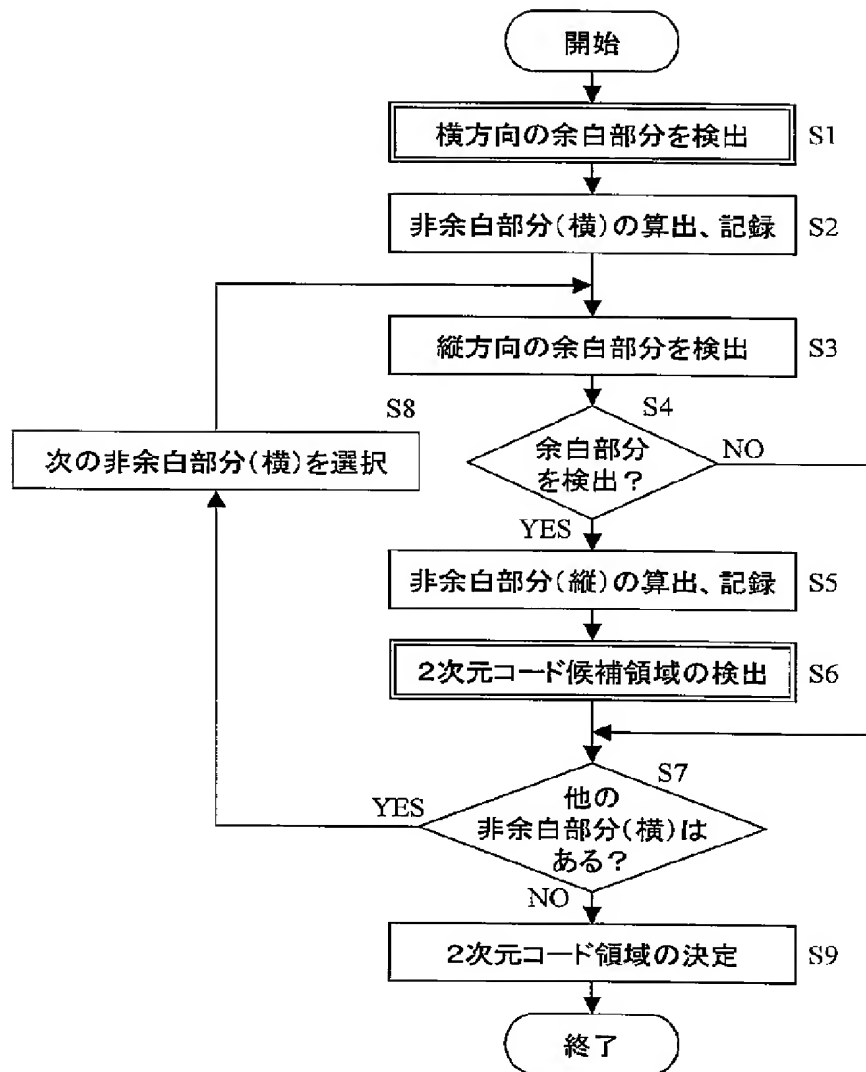 開始
横方向の余白部分を検出 S1
非余白部分(横)の算出、記録 S2
縦方向の余白部分を検出 S3
S8
S4
次の非余白部分(横)を選択
余白部分
を検出?
NO
YES
非余白部分(縦)の算出、記録 S5
2次元コード候補領域の検出 S6
S7
YES
他の
非余白部分(横)は
ある?
NO
2次元コード領域の決定 S9
終了